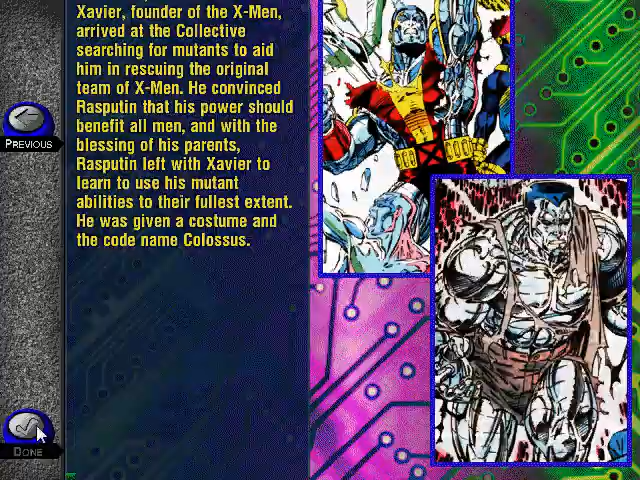 Xavier, founder of the X-Men,
arrived at the Collective
searching for mutants to aid
him in rescuing the original
team of X-Men. He convinced
Rasputin that his power should
benefit all men, and with the
blessing of his parents,
Rasputin left with Xavier to
learn to use his mutant
abilities to their fullest extent.
He was given a costume and
the code name Colossus.
PREVIOUS
DONE